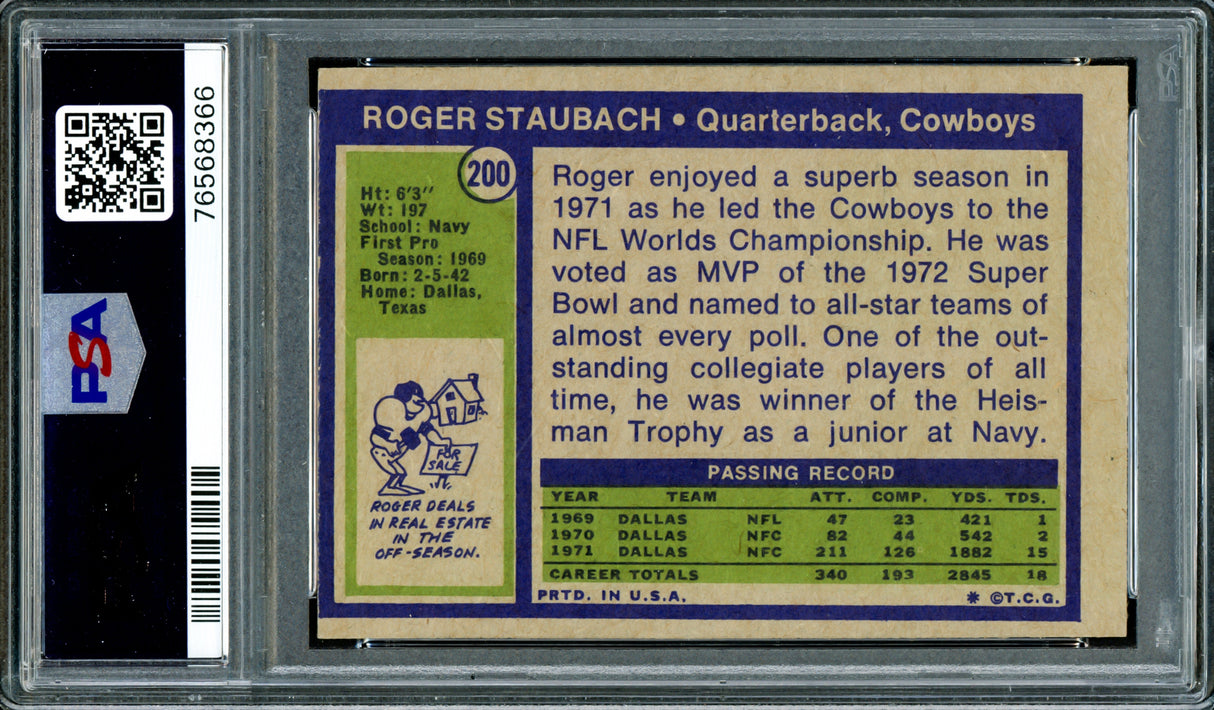 76568366
PSA
PSA
ROGER STAUBACH • Quarterback, Cowboys
200
Ht: 6'3''
Wt: 197
School: Navy
First Pro
Season: 1969
Born: 2-5-42
Home: Dallas,
Texas
FOR
SALE
ROGER DEALS
IN REAL ESTATE
IN THE
OFF-SEASON.
Roger enjoyed a superb season in
1971 as he led the Cowboys to the
NFL Worlds Championship. He was
voted as MVP of the 1972 Super
Bowl and named to all-star teams of
almost every poll. One of the out-
standing collegiate players of all
time, he was winner of the Heis-
man Trophy as a junior at Navy.
PASSING RECORD
YEAR TEAM ATT. COMP. YDS. TDS.
1969 DALLAS NFL 47 23 421 1
1970 DALLAS NFC 82 44 542 2
1971 DALLAS NFC 211 126 1882 15
CAREER TOTALS 340 193 2845 18
PRTD. IN U.S.A. * ©T.C.G.